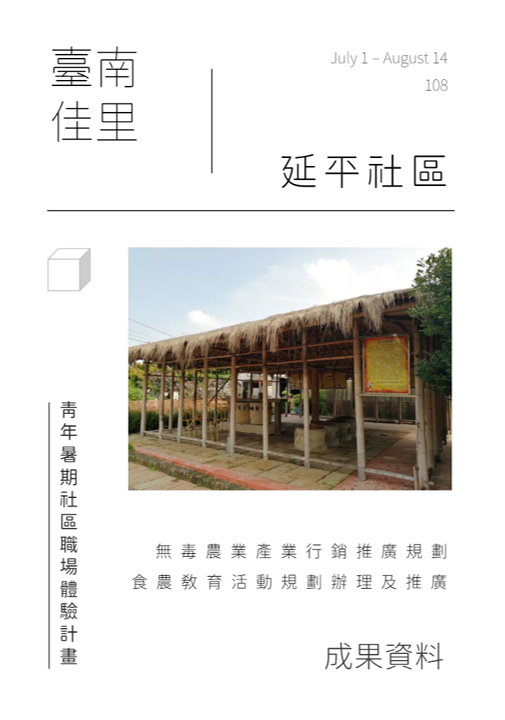 臺南
佳里
July 1 – August 14
108
延平社區
青年暑期社區職場體驗計畫
無毒農業產業行銷推廣規劃
食農教育活動規劃辦理及推廣
成果資料